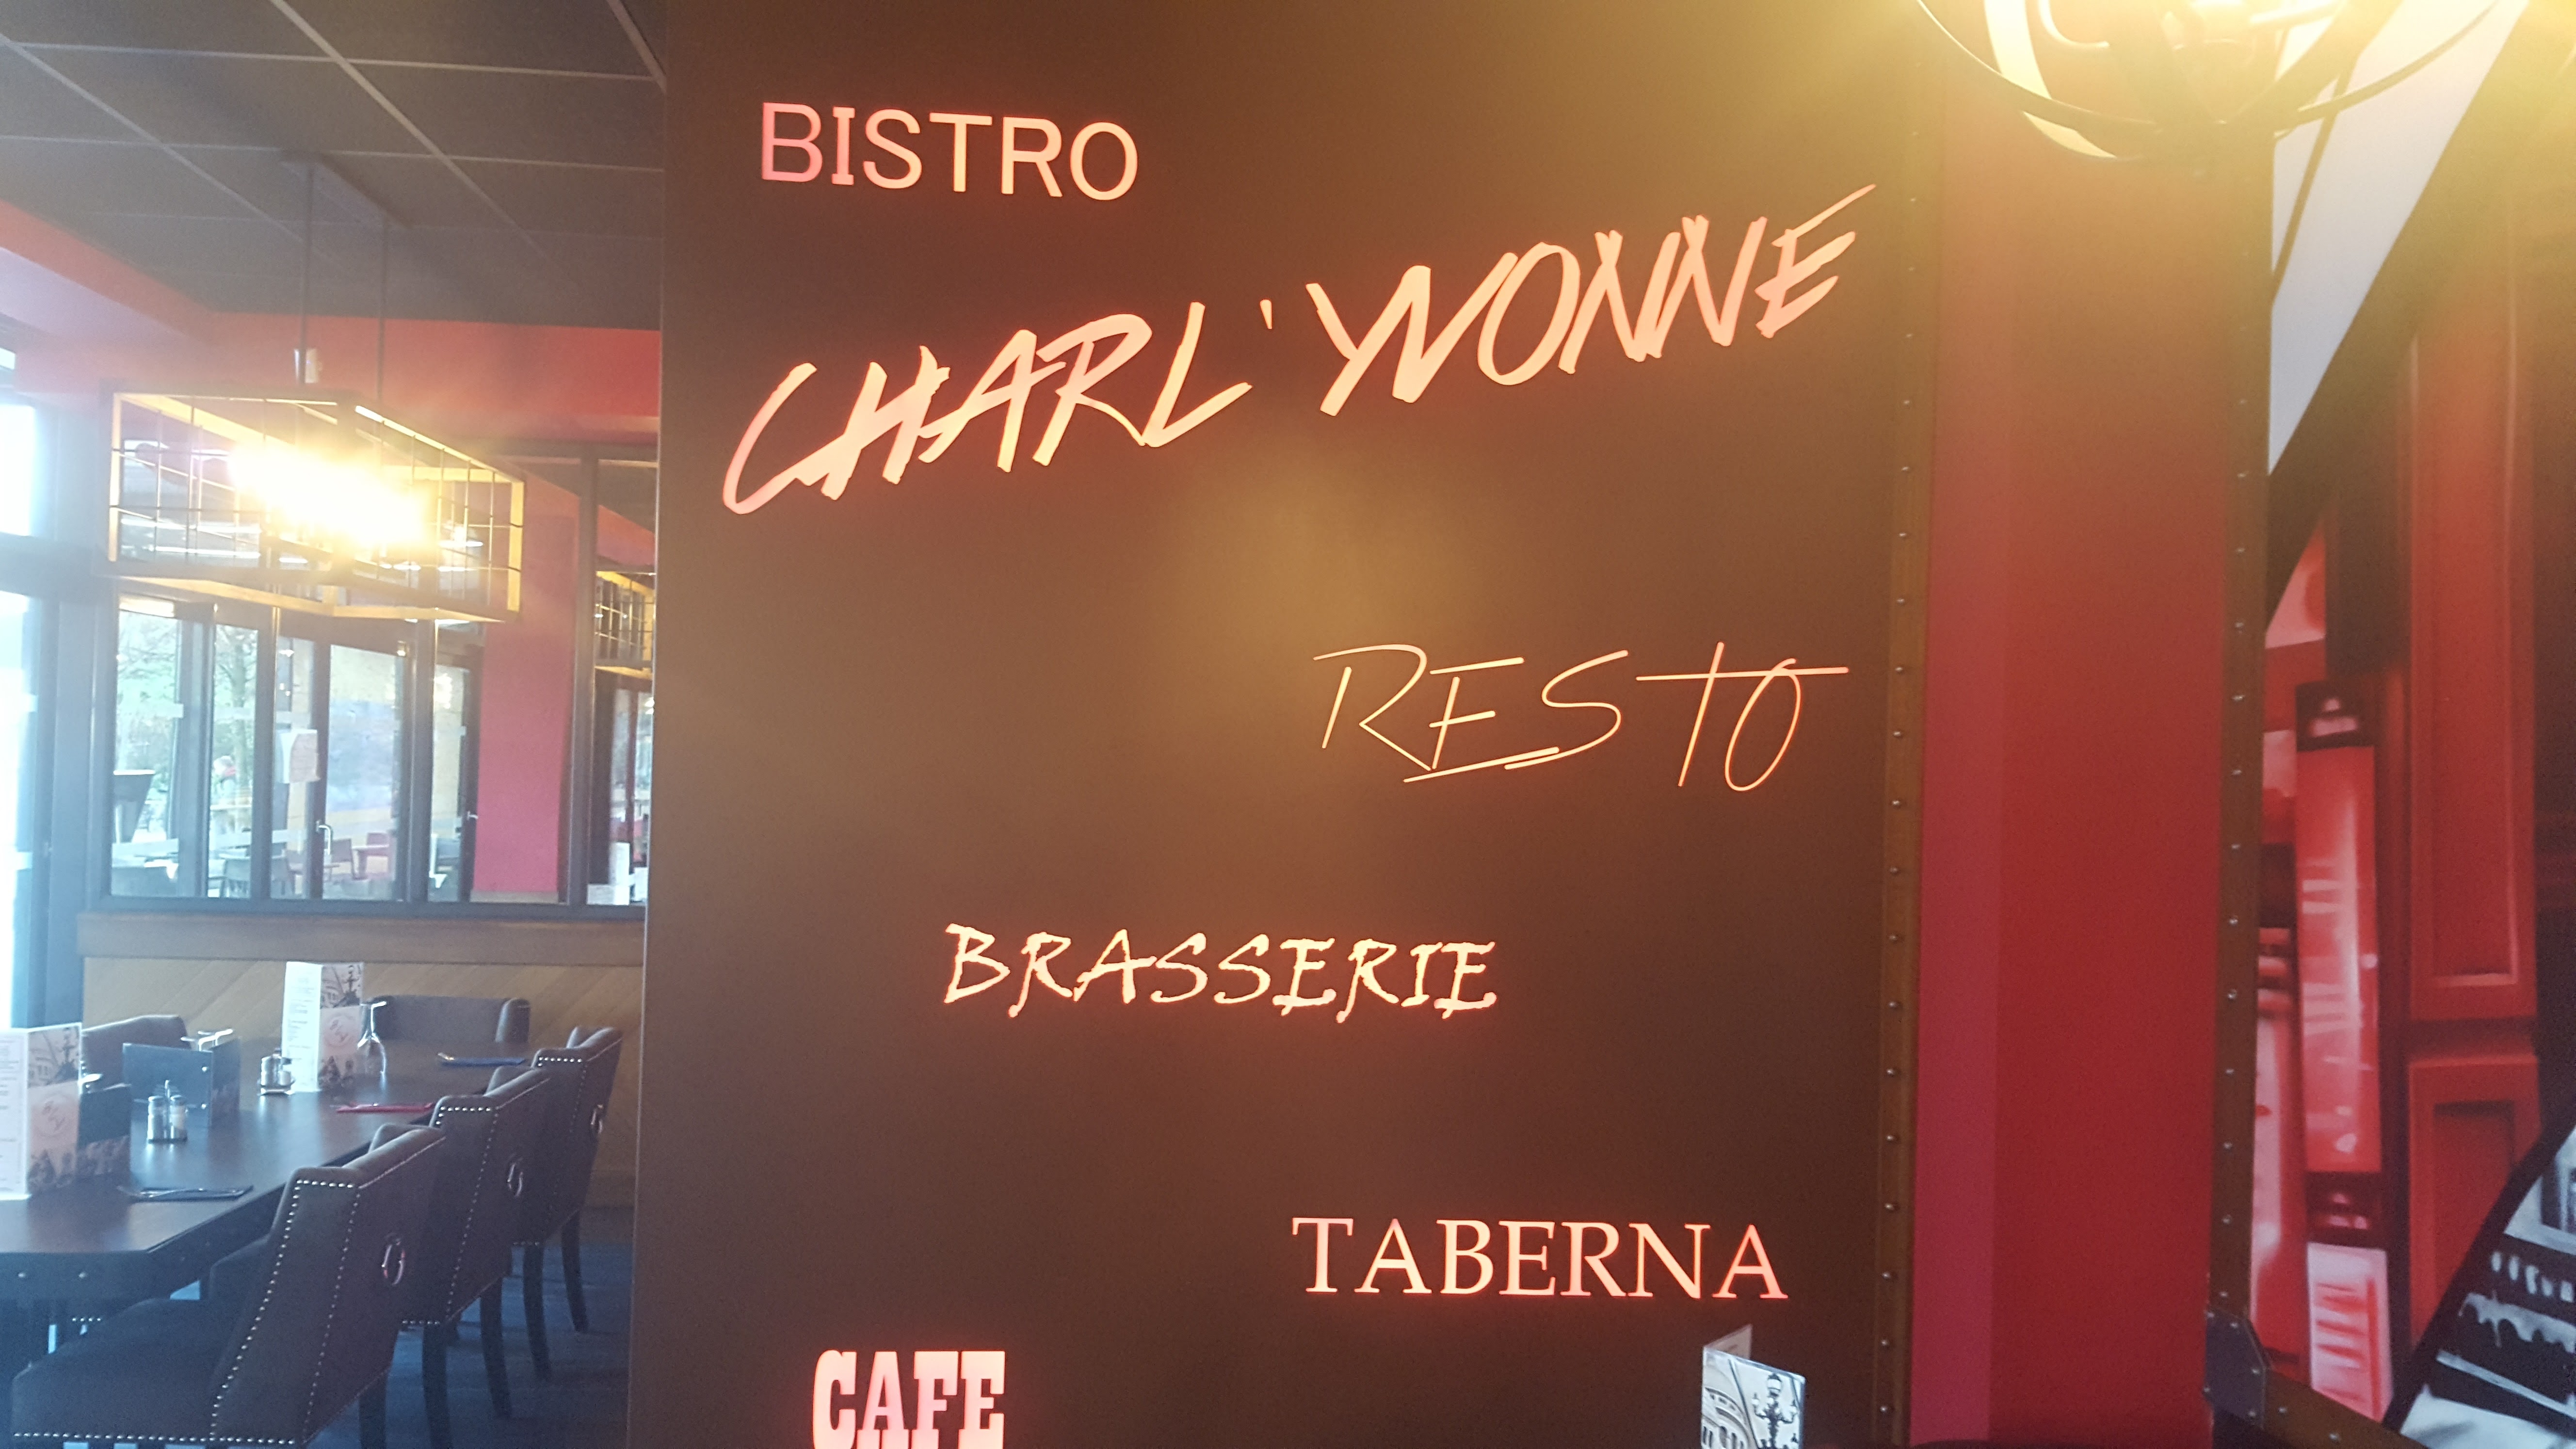 BISTRO
CHARL'YVONNE
RESTO
BRASSERIE
TABERNA
CAFE